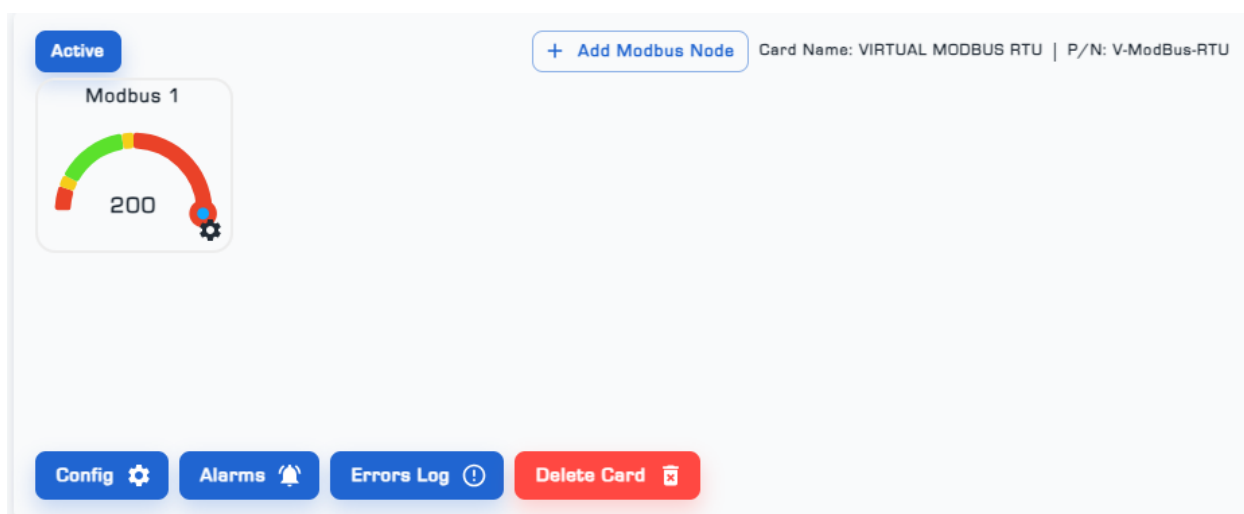 Active
+ Add Modbus Node
Card Name: VIRTUAL MODBUS RTU | P/N: V-ModBus-RTU
Modbus 1
200
Config
Alarms
Errors Log
Delete Card